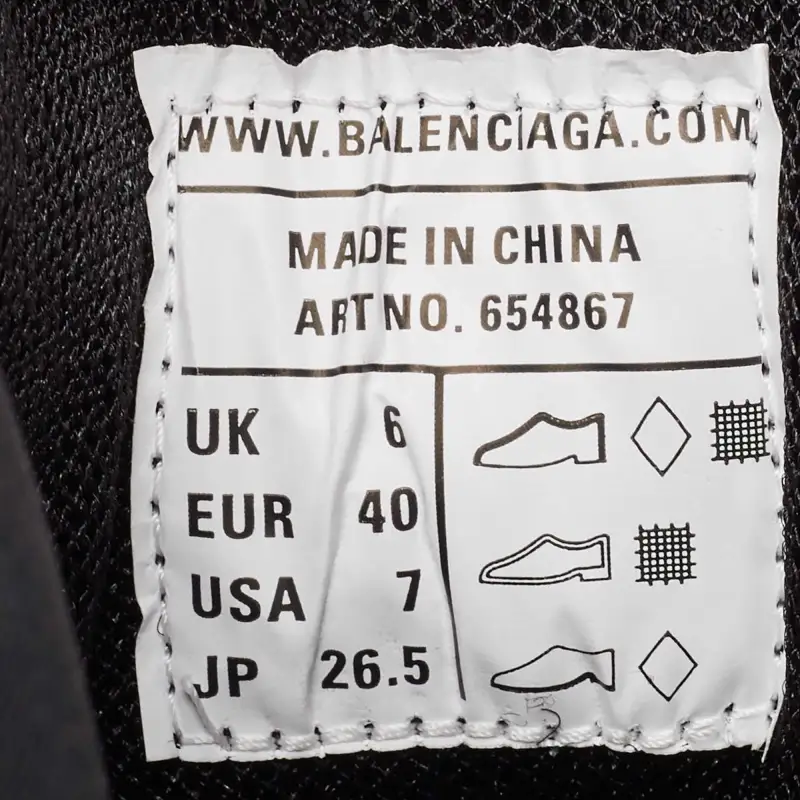 WWW.BALENCIAGA.COM
MADE IN CHINA
ART NO. 654867
UK 6
EUR 40
USA 7
JP 26.5